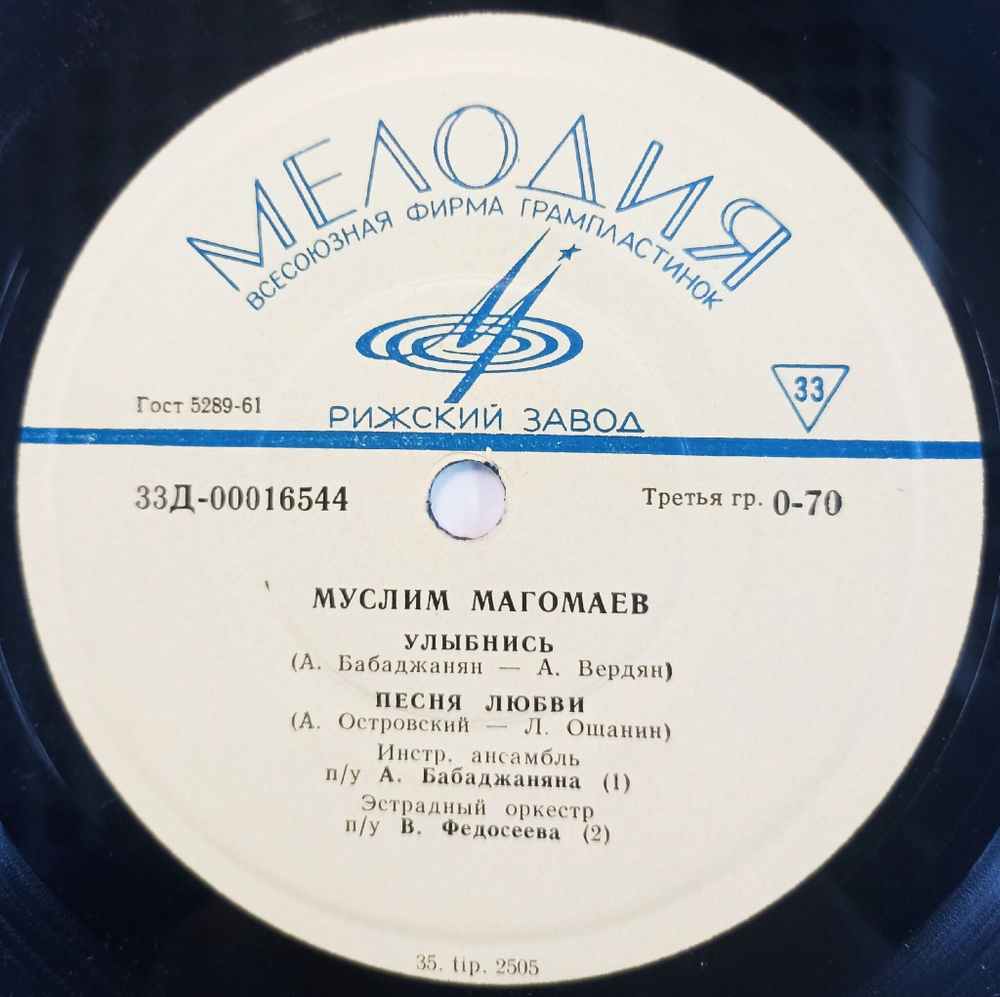 МЕЛОДИЯ
ВСЕСОЮЗНАЯ ФИРМА ГРАМПЛАСТИНОК
33
Гост 5289-61
РИЖСКИЙ ЗАВОД
33Д-00016544
Третья гр. 0-70
МУСЛИМ МАГОМАЕВ
УЛЫБНИСЬ
(А. Бабаджанян — А. Вердян)
ПЕСНЯ ЛЮБВИ
(А. Островский — Л. Ошанин)
Инстр. ансамбль
п/у А. Бабаджаняна (1)
Эстрадный оркестр
п/у В. Федосеева (2)
35. tip. 2505